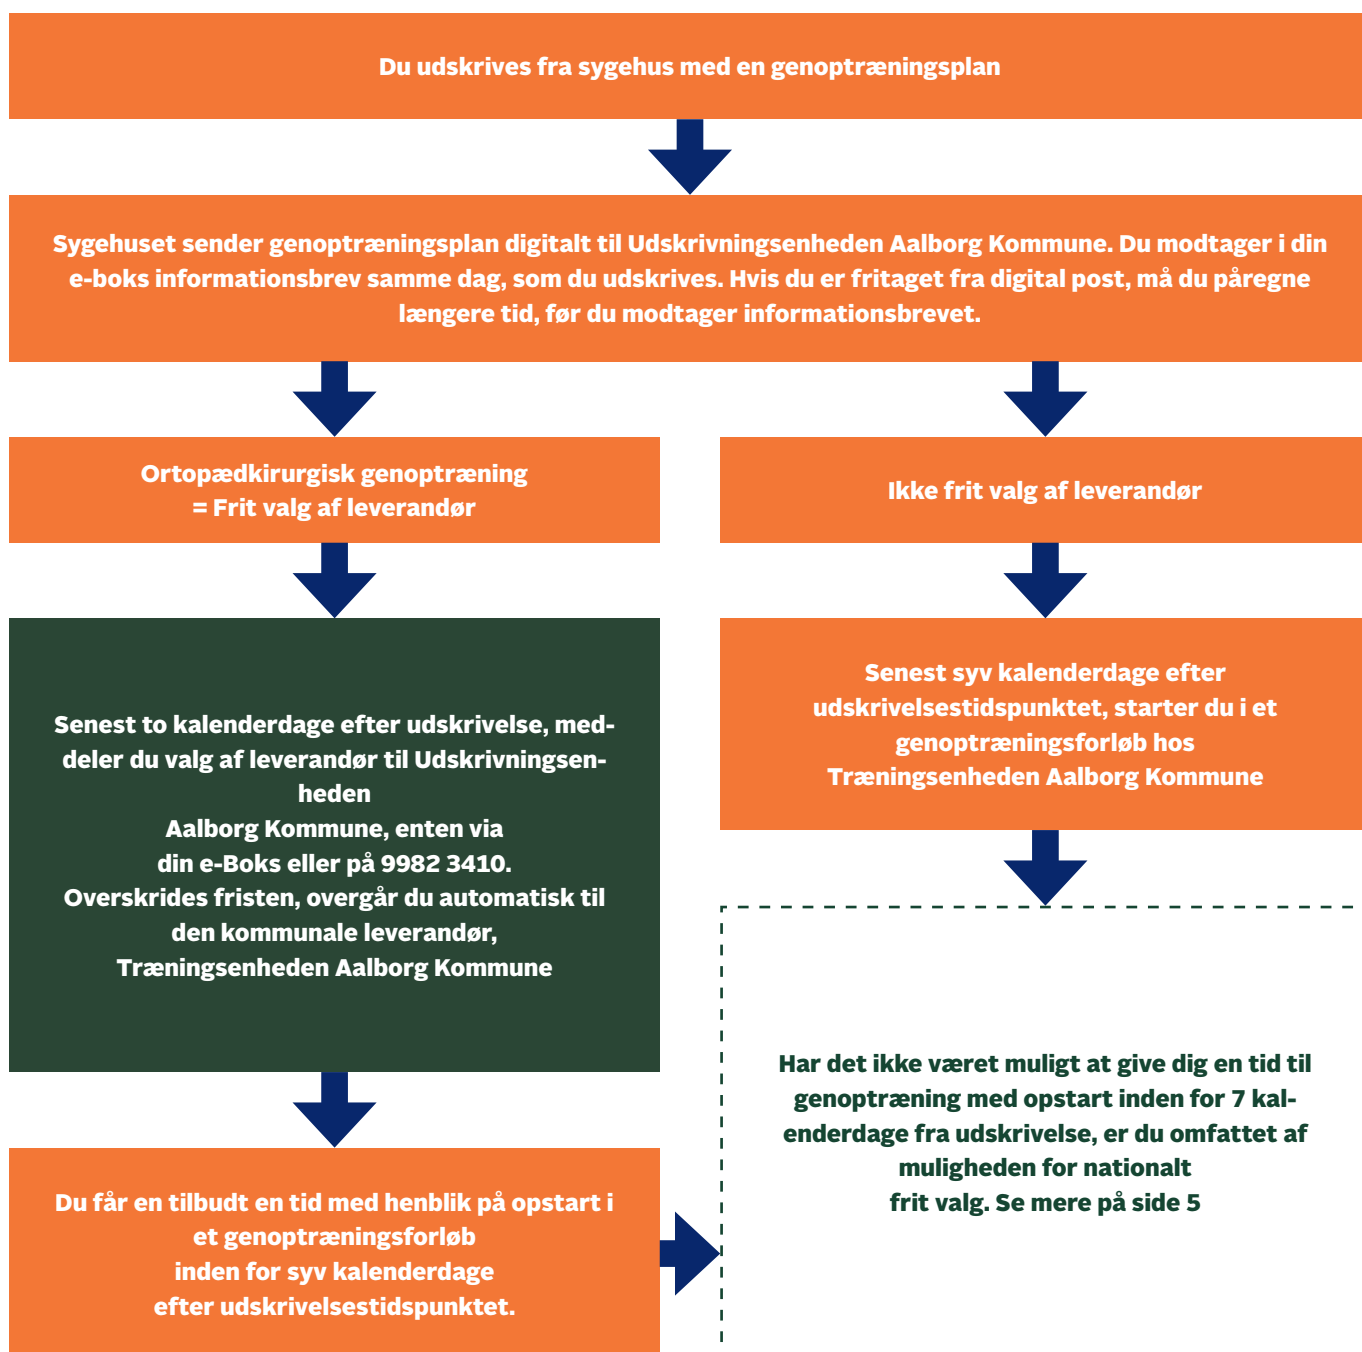 Du udskrives fra sygehus med en genoptræningsplan
Sygehuset sender genoptræningsplan digitalt til Udskrivningsenheden Aalborg Kommune. Du modtager i din
e-boks informationsbrev samme dag, som du udskrives. Hvis du er fritaget fra digital post, må du påregne
længere tid, før du modtager informationsbrevet.
Ortopædkirurgisk genoptræning
= Frit valg af leverandør
Senest to kalenderdage efter udskrivelse, med-
deler du valg af leverandør til Udskrivningsen-
heden
Aalborg Kommune, enten via
din e-Boks eller på 9982 3410.
Overskrides fristen, overgår du automatisk til
den kommunale leverandør,
Træningsenheden Aalborg Kommune
Du får en tilbudt en tid med henblik på opstart i
et genoptræningsforløb
inden for syv kalenderdage
efter udskrivelsestidspunktet.
Ikke frit valg af leverandør
Senest syv kalenderdage efter
udskrivelsestidspunktet, starter du i et
genoptræningsforløb hos
Træningsenheden Aalborg Kommune
Har det ikke været muligt at give dig en tid til
genoptræning med opstart inden for 7 kal-
enderdage fra udskrivelse, er du omfattet af
muligheden for nationalt
frit valg. Se mere på side 5